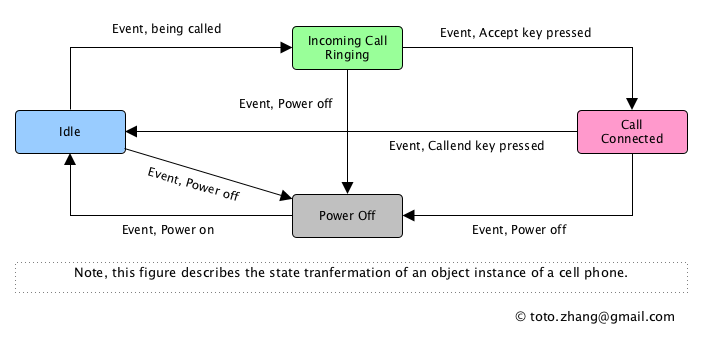 Event, being called
Incoming Call
Ringing
Event, Accept key pressed
Event, Power off
Idle
Call
Connected
Event, Callend key pressed
Event, Power off
Power Off
Event, Power on
Event, Power off
Note, this figure describes the state tranfermation of an object instance of a cell phone.
© toto.zhang@gmail.com